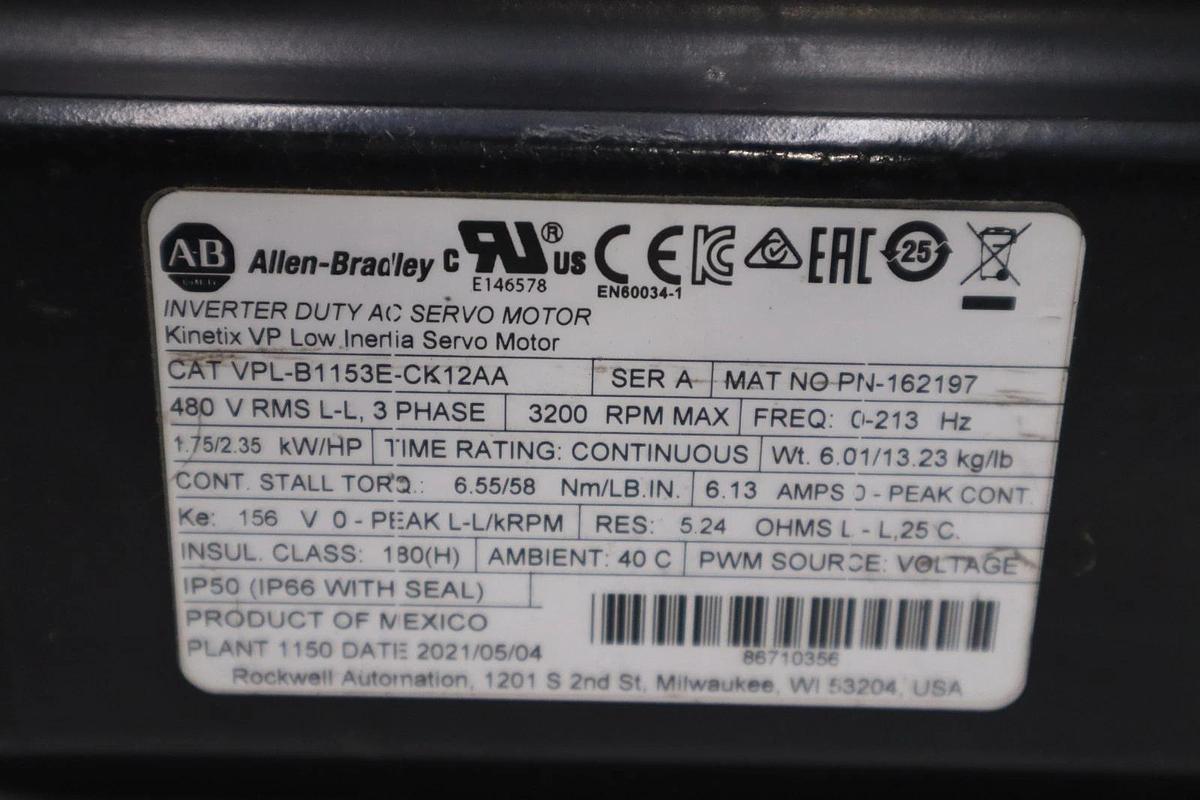 A-B Allen-Bradley c RU ® US CE KC EAC 25
E146578 EN60034-1
INVERTER DUTY AC SERVO MOTOR
Kinetix VP Low Inertia Servo Motor
CAT VPL-B1153E-CK12AA SER A MAT NO PN-162197
480 V RMS L-L, 3 PHASE 3200 RPM MAX FREQ: 0-213 Hz
1.75/2.35 kW/HP TIME RATING: CONTINUOUS Wt. 6.01/13.23 kg/lb
CONT. STALL TORQ.: 6.55/58 Nm/LB.IN. 6.13 AMPS 0 - PEAK CONT.
Ke: 156 V 0 - PEAK L-L/kRPM RES: 5.24 OHMS L - L,25 C.
INSUL. CLASS: 180(H) AMBIENT: 40 C PWM SOURCE: VOLTAGE
IP50 (IP66 WITH SEAL)
PRODUCT OF MEXICO
PLANT 1150 DATE 2021/05/04
86710356
Rockwell Automation, 1201 S 2nd St, Milwaukee, WI 53204, USA